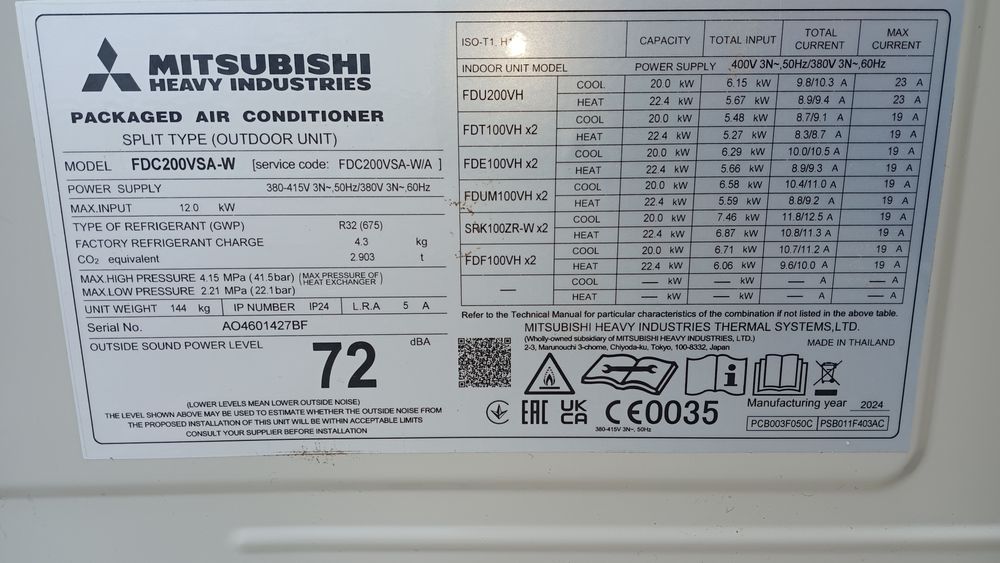 MITSUBISHI
HEAVY INDUSTRIES
PACKAGED AIR CONDITIONER
SPLIT TYPE (OUTDOOR UNIT)
MODEL FDC200VSA-W [service code: FDC200VSA-W/A ]
POWER SUPPLY 380-415V 3N~,50Hz/380V 3N~,60Hz
MAX.INPUT 12.0 kW
TYPE OF REFRIGERANT (GWP) R32 (675)
FACTORY REFRIGERANT CHARGE 4.3 kg
CO₂ equivalent 2.903 t
MAX.HIGH PRESSURE 4.15 MPa (41.5bar) (MAX.PRESSURE OF HEAT EXCHANGER)
MAX.LOW PRESSURE 2.21 MPa (22.1bar)
UNIT WEIGHT 144 kg IP NUMBER IP24 L.R.A 5 A
Serial No. AO4601427BF
OUTSIDE SOUND POWER LEVEL 72 dBA
(LOWER LEVELS MEAN LOWER OUTSIDE NOISE)
THE LEVEL SHOWN ABOVE MAY BE USED TO ESTIMATE WHETHER THE OUTSIDE NOISE FROM
THE PROPOSED INSTALLATION OF THIS UNIT WILL BE WITHIN ACCEPTABLE LIMITS
CONSULT YOUR SUPPLIER BEFORE INSTALLATION
ISO-T1, CAPACITY TOTAL INPUT TOTAL CURRENT MAX CURRENT
INDOOR UNIT MODEL POWER SUPPLY 400V 3N~,50Hz/380V 3N~,60Hz
FDU200VH COOL 20.0 kW 6.15 kW 9.8/10.3 A 23 A
HEAT 22.4 kW 5.67 kW 8.9/9.4 A 23 A
FDT100VH x2 COOL 20.0 kW 5.48 kW 8.7/9.1 A 19 A
HEAT 22.4 kW 5.27 kW 8.3/8.7 A 19 A
FDE100VH x2 COOL 20.0 kW 6.29 kW 10.0/10.5 A 19 A
HEAT 22.4 kW 5.66 kW 8.9/9.3 A 19 A
FDUM100VH x2 COOL 20.0 kW 6.58 kW 10.4/11.0 A 19 A
HEAT 22.4 kW 5.59 kW 8.8/9.2 A 19 A
SRK100ZR-W x2 COOL 20.0 kW 7.46 kW 11.8/12.5 A 19 A
HEAT 22.4 kW 6.87 kW 10.8/11.3 A 19 A
FDF100VH x2 COOL 20.0 kW 6.71 kW 10.7/11.2 A 19 A
HEAT 22.4 kW 6.06 kW 9.6/10.0 A 19 A
— COOL — kW — kW — A — A
HEAT — kW — kW — A — A
Refer to the Technical Manual for particular characteristics of the combination if not listed in the above table.
MITSUBISHI HEAVY INDUSTRIES THERMAL SYSTEMS,LTD.
(Wholly-owned subsidiary of MITSUBISHI HEAVY INDUSTRIES, LTD.)
2-3, Marunouchi 3-chome, Chiyoda-ku, Tokyo, 100-8332, Japan
MADE IN THAILAND
EAC UK CA CE0035
380-415V 3N~, 50Hz
Manufacturing year 2024
PCB003F050C PSB011F403AC